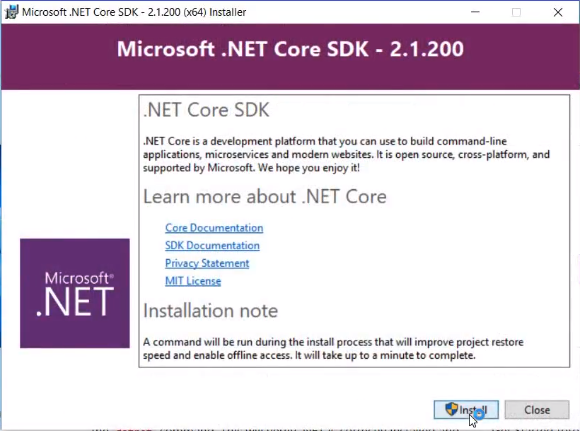 Microsoft .NET Core SDK - 2.1.200 (x64) Installer
Microsoft .NET Core SDK - 2.1.200
.NET Core SDK
.NET Core is a development platform that you can use to build command-line
applications, microservices and modern websites. It is open source, cross-platform, and
supported by Microsoft. We hope you enjoy it!
Learn more about .NET Core
Core Documentation
SDK Documentation
Privacy Statement
MIT License
Microsoft®
.NET
Installation note
A command will be run during the install process that will improve project restore
speed and enable offline access. It will take up to a minute to complete.
Install
Close